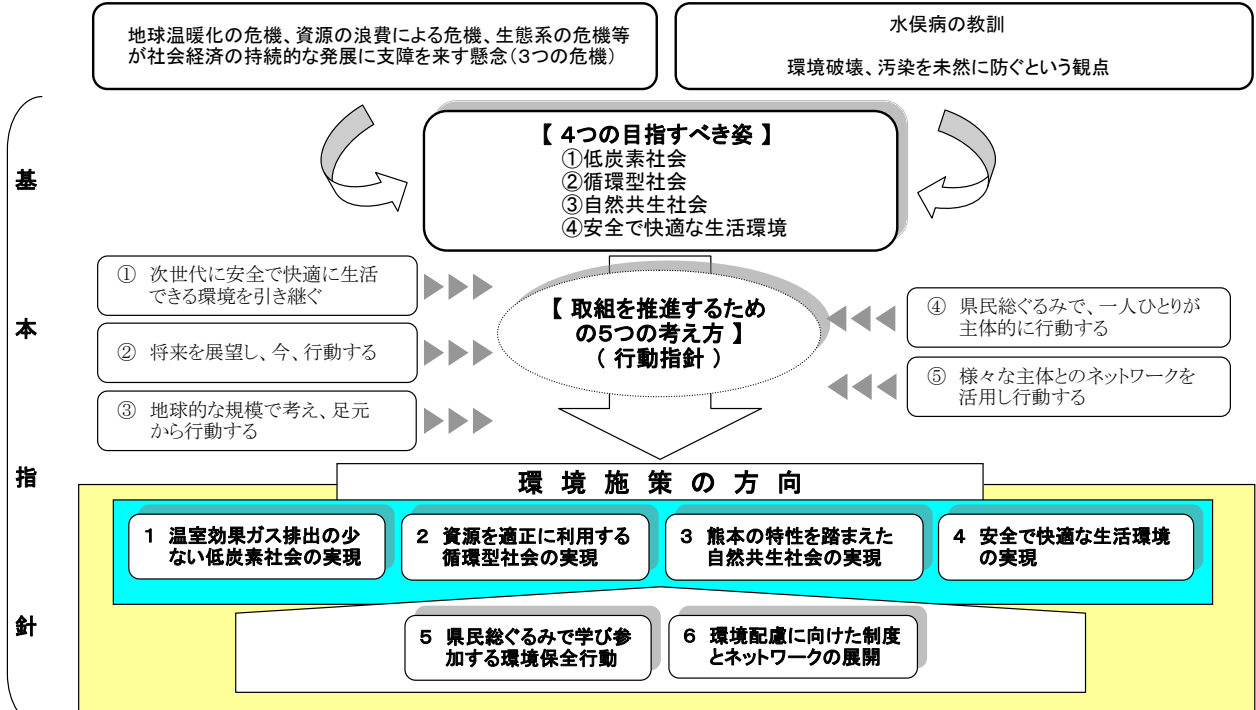 地球温暖化の危機、資源の浪費による危機、生態系の危機等
が社会経済の持続的な発展に支障を来す懸念（３つの危機）
水俣病の教訓
環境破壊、汚染を未然に防ぐという観点
基本指針
【 ４つの目指すべき姿 】
①低炭素社会
②循環型社会
③自然共生社会
④安全で快適な生活環境
① 次世代に安全で快適に生活
できる環境を引き継ぐ
② 将来を展望し、今、行動する
③ 地球的な規模で考え、足元
から行動する
【 取組を推進するため
の５つの考え方 】
（ 行動指針 ）
④ 県民総ぐるみで、一人ひとりが
主体的に行動する
⑤ 様々な主体とのネットワークを
活用し行動する
環 境 施 策 の 方 向
１ 温室効果ガス排出の少
ない低炭素社会の実現
２ 資源を適正に利用する
循環型社会の実現
３ 熊本の特性を踏まえた
自然共生社会の実現
４ 安全で快適な生活環境
の実現
５ 県民総ぐるみで学び参
加する環境保全行動
６ 環境配慮に向けた制度
とネットワークの展開